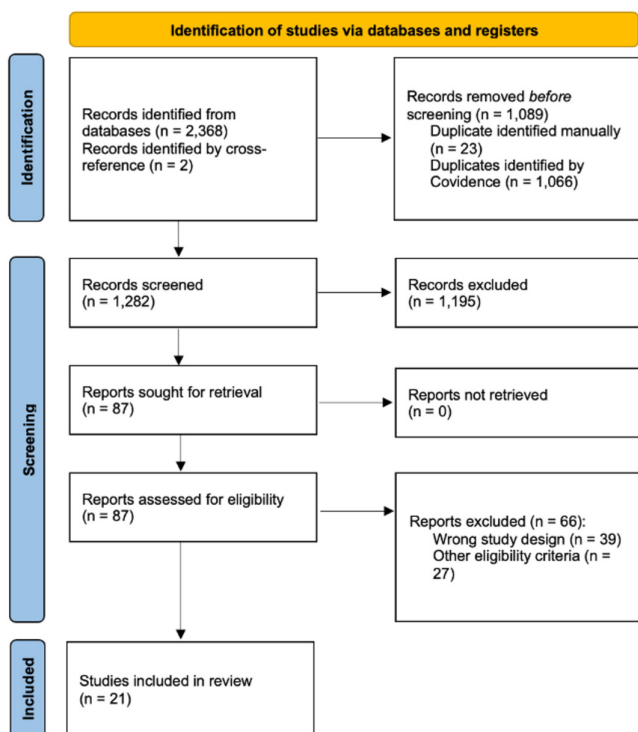 Identification of studies via databases and registers
Identification
Records identified from
databases (n = 2,368)
Records identified by cross-
reference (n = 2)
Records removed before
screening (n = 1,089)
Duplicate identified manually
(n = 23)
Duplicates identified by
Covidence (n = 1,066)
Screening
Records screened
(n = 1,282)
Records excluded
(n = 1,195)
Reports sought for retrieval
(n = 87)
Reports not retrieved
(n = 0)
Reports assessed for eligibility
(n = 87)
Reports excluded (n = 66):
Wrong study design (n = 39)
Other eligibility criteria (n =
27)
Included
Studies included in review
(n = 21)